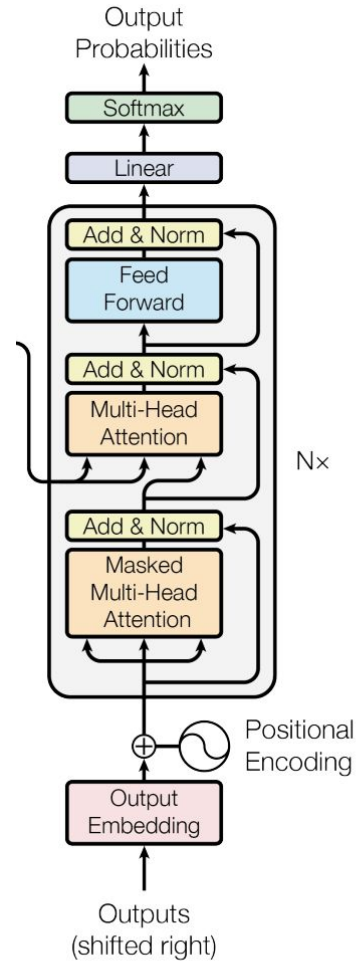 Output
Probabilities
Softmax
Linear
Add & Norm
Feed
Forward
Add & Norm
Multi-Head
Attention
N×
Add & Norm
Masked
Multi-Head
Attention
Positional
Encoding
Output
Embedding
Outputs
(shifted right)